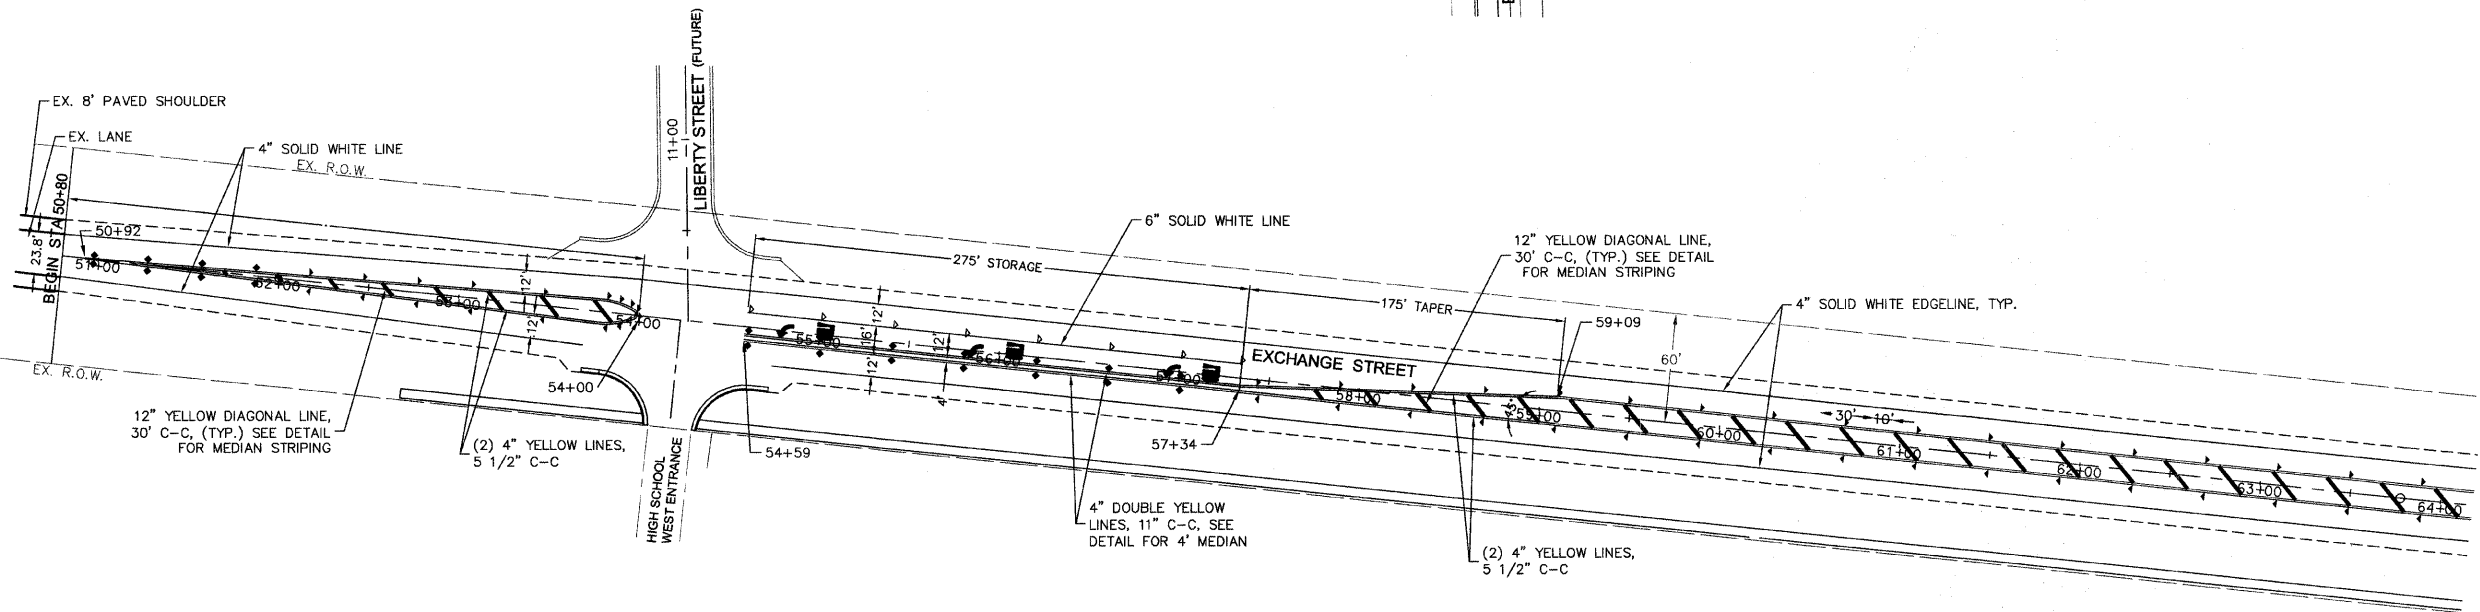 EX. 8' PAVED SHOULDER
EX. LANE
4" SOLID WHITE LINE
EX. R.O.W.
BEGIN STA 50+80
23.8'
50+92
51+00
52+00
53+00
54+00
12'
12'
EX. R.O.W.
12" YELLOW DIAGONAL LINE,
30' C-C, (TYP.) SEE DETAIL
FOR MEDIAN STRIPING
(2) 4" YELLOW LINES,
5 1/2" C-C
54+00
11+00
LIBERTY STREET (FUTURE)
HIGH SCHOOL
WEST ENTRANCE
54+59
275' STORAGE
6" SOLID WHITE LINE
12'
16'
12'
12'
4'
55+00
56+00
57+00
4" DOUBLE YELLOW
LINES, 11" C-C, SEE
DETAIL FOR 4' MEDIAN
57+34
EXCHANGE STREET
175' TAPER
12" YELLOW DIAGONAL LINE,
30' C-C, (TYP.) SEE DETAIL
FOR MEDIAN STRIPING
59+09
4" SOLID WHITE EDGELINE, TYP.
60'
58+00
59+00
60+00
30'
10'
61+00
62+00
63+00
64+00
(2) 4" YELLOW LINES,
5 1/2" C-C